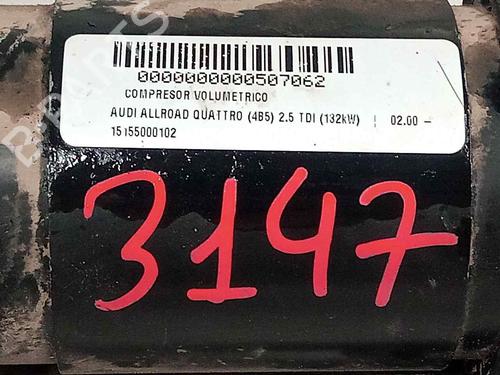 0000000000507062
COMPRESOR VOLUMETRICO
AUDI ALLROAD QUATTRO (4B5) 2.5 TDI (132kW) | 02.00 –
15155000102
3147